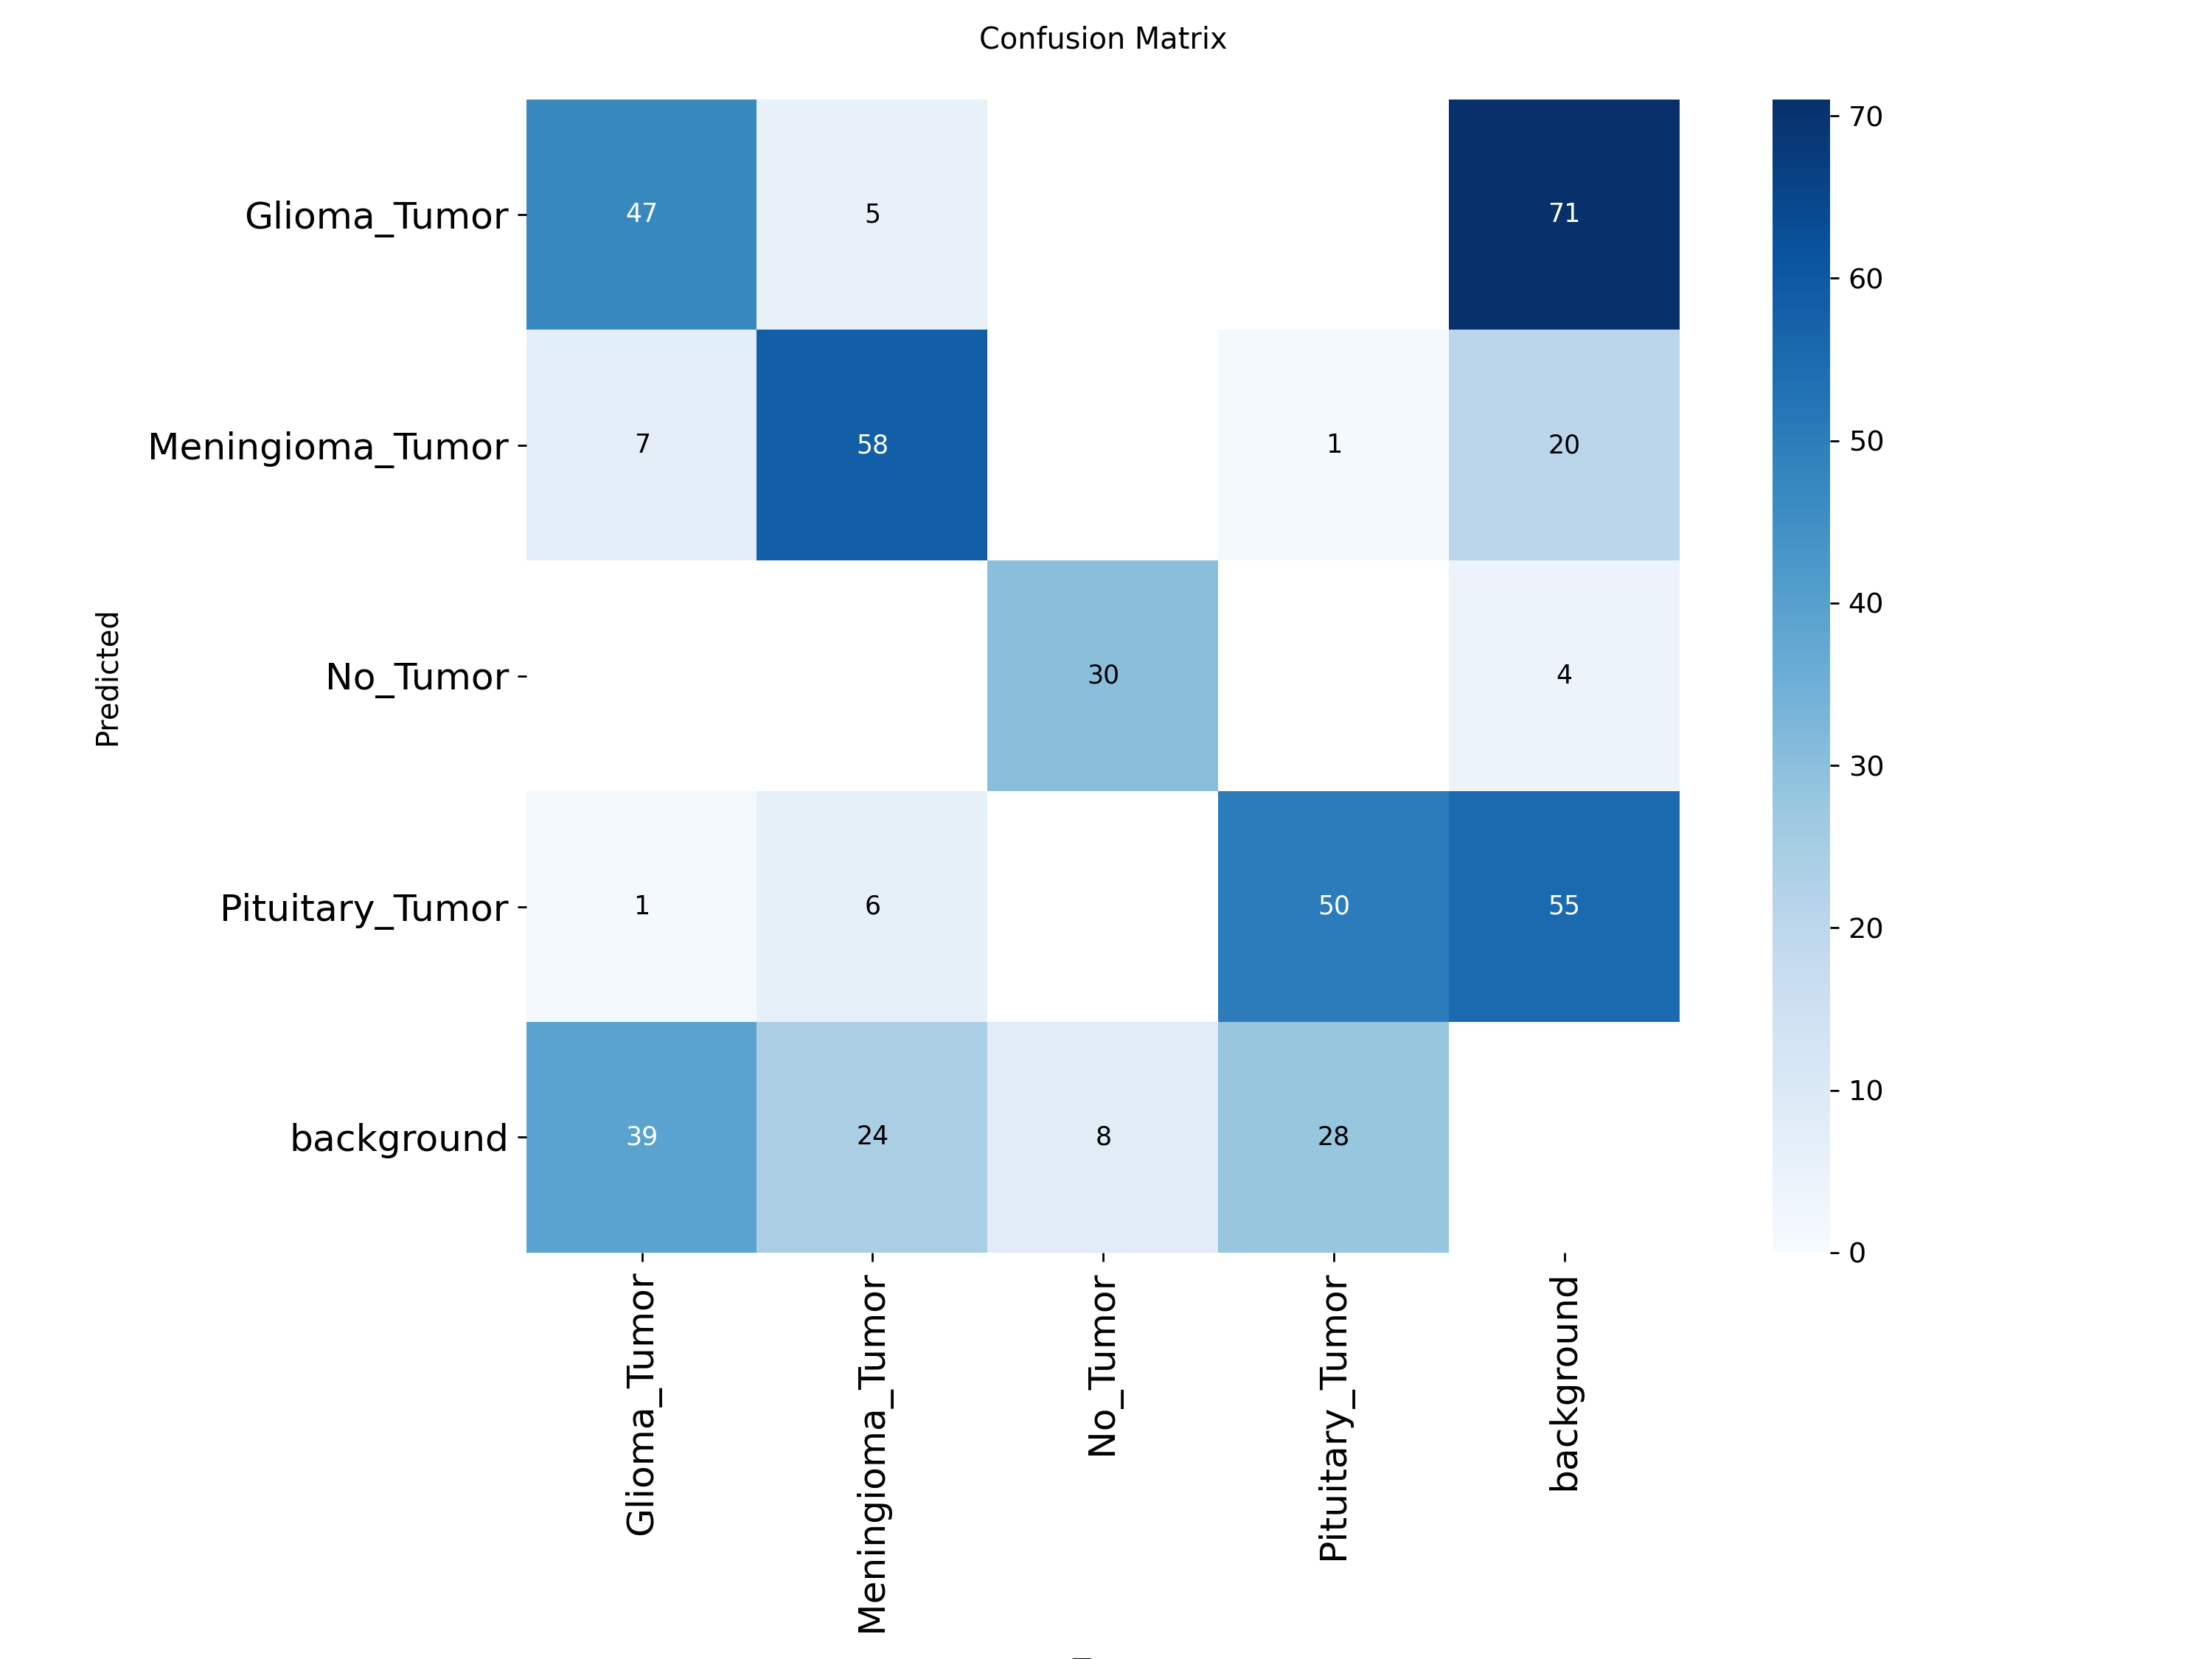 Confusion Matrix
Glioma_Tumor 47 5 71 70
60
Meningioma_Tumor 7 58 1 20 50
40
Predicted
No_Tumor 30 4 30
Pituitary_Tumor 1 6 50 55 20
10
background 39 24 8 28 0
Glioma_Tumor
Meningioma_Tumor
No_Tumor
Pituitary_Tumor
background